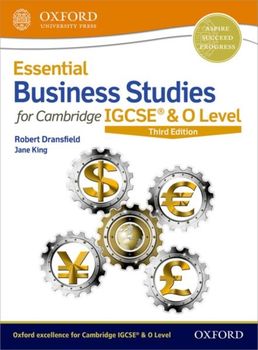 OXFORD
UNIVERSITY PRESS
ASPIRE
SUCCEED
PROGRESS
Essential
Business Studies
for Cambridge IGCSE® & O Level
Third Edition
Robert Dransfield
Jane King
$
€
¥
£
Oxford excellence for Cambridge IGCSE® & O Level
OXFORD